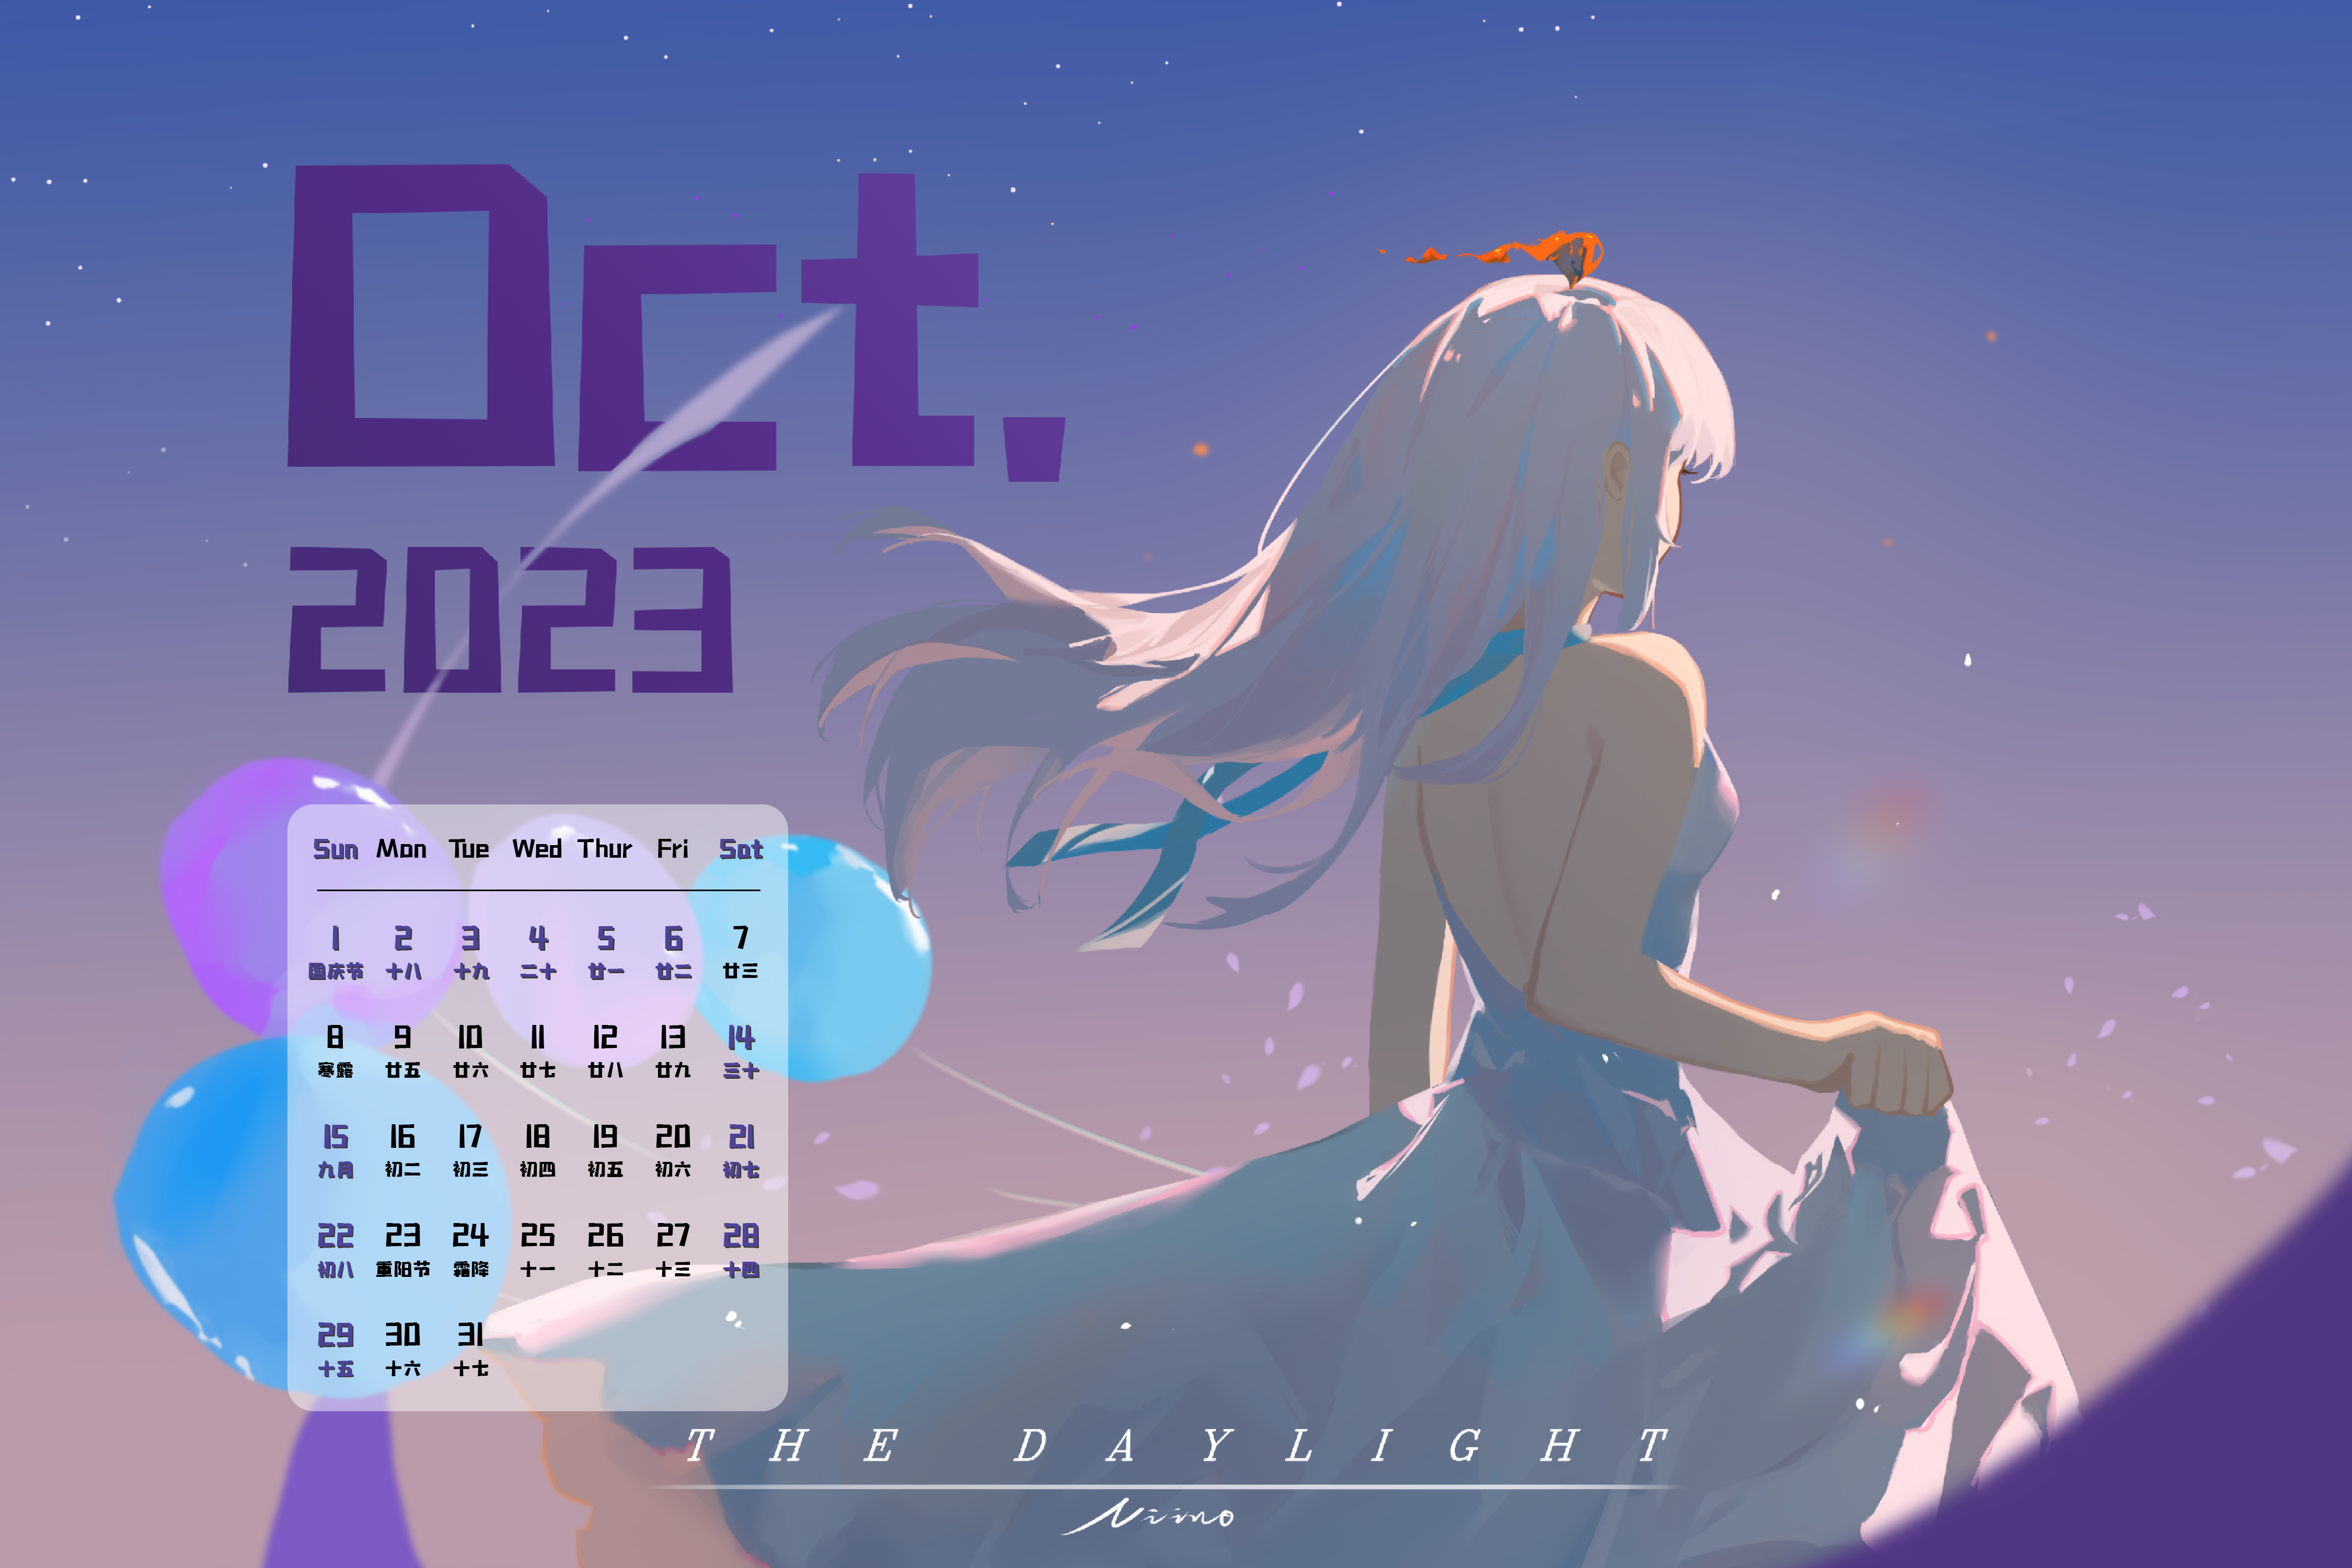 Oct.
2023
Sun Mon Tue Wed Thur Fri Sat
1 2 3 4 5 6 7
国庆节 十八 十九 二十 廿一 廿二 廿三
8 9 10 11 12 13 14
寒露 廿五 廿六 廿七 廿八 廿九 三十
15 16 17 18 19 20 21
九月 初二 初三 初四 初五 初六 初七
22 23 24 25 26 27 28
初八 重阳节 霜降 十一 十二 十三 十四
29 30 31
十五 十六 十七
THE DAYLIGHT
Niino